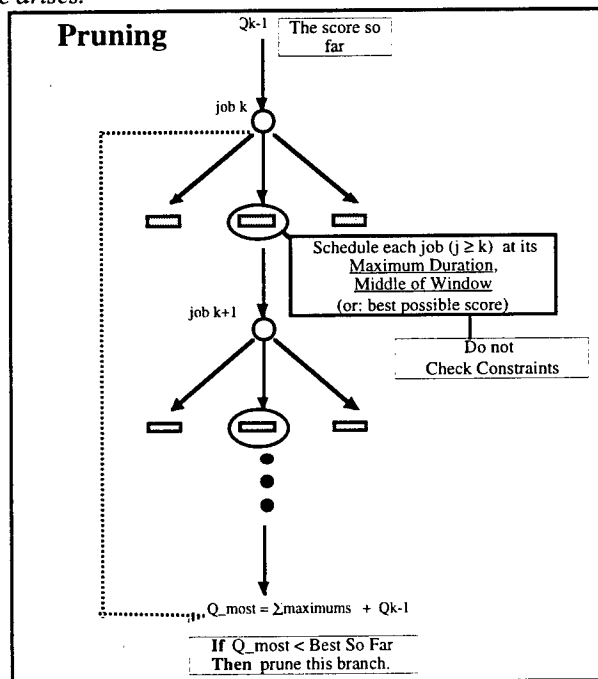 e arises.
Pruning
Qk-1
The score so
far
job k
Schedule each job (j ≥ k) at its
Maximum Duration,
Middle of Window
(or: best possible score)
job k+1
Do not
Check Constraints
Q_most = ∑maximums + Qk-1
If Q_most < Best So Far
Then prune this branch.